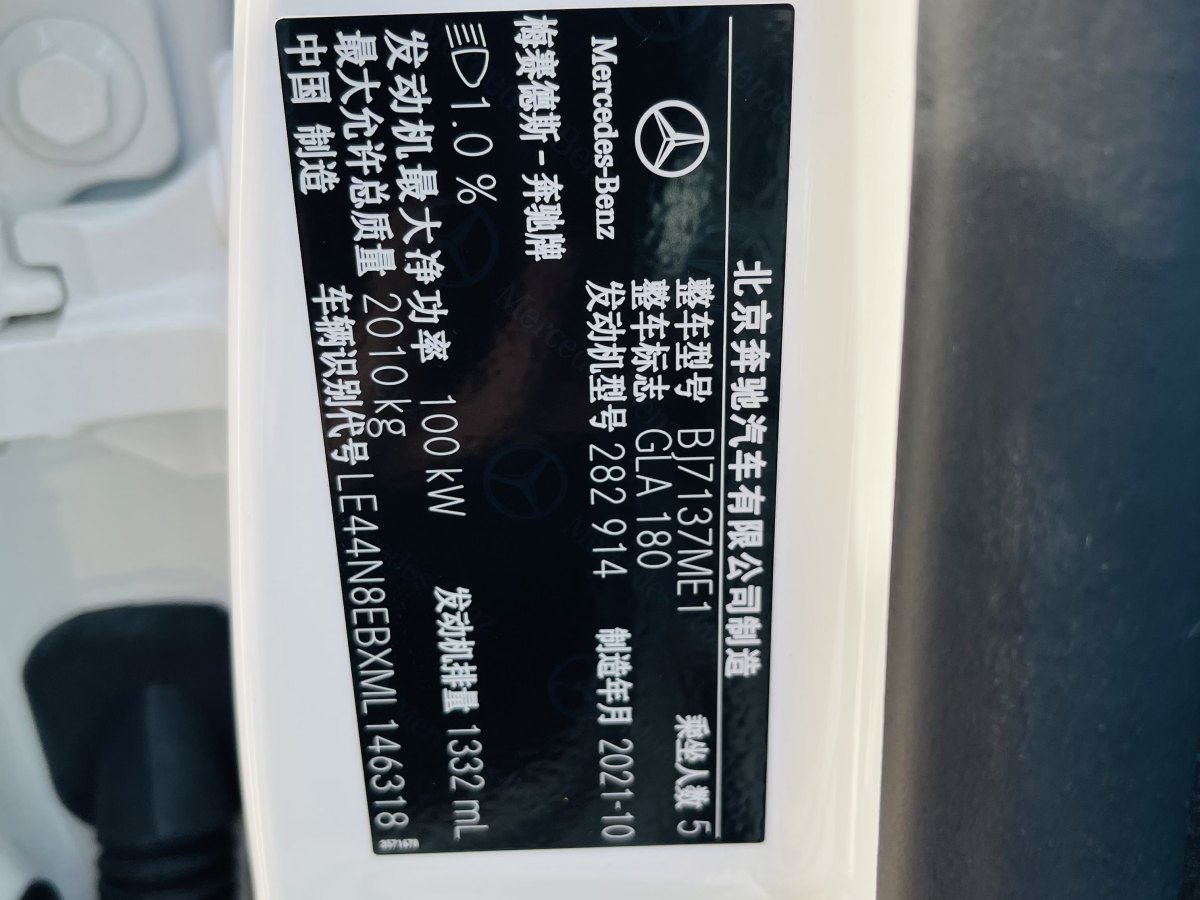 北京奔驰汽车有限公司制造
整车型号 BJ7137ME1 乘坐人数 5
整车标志 GLA 180
Mercedes-Benz 发动机型号 282 914 制造年月 2021-10
梅赛德斯-奔驰牌
1.0 %
发动机最大净功率 100 kW 发动机排量 1332 mL
最大允许总质量 2010 kg
中国 制造 车辆识别代号 LE44N8EBXML146318